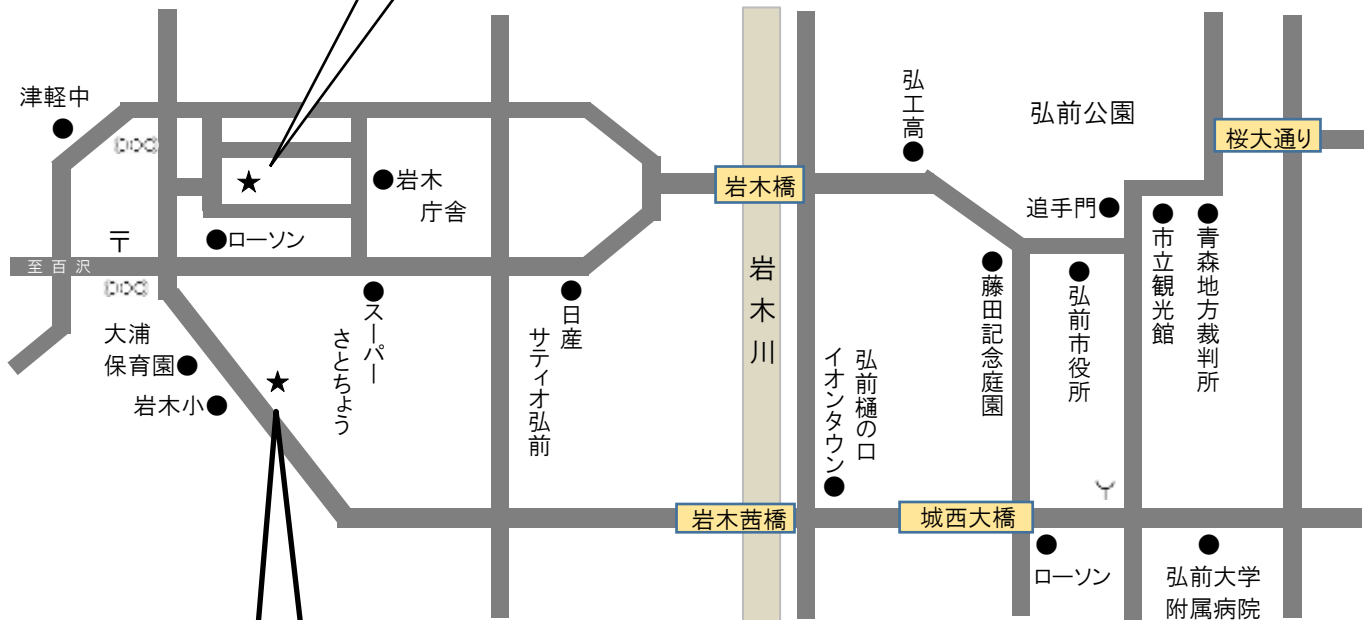 津軽中
弘工高
弘前公園
桜大通り
岩木橋
岩木
庁舎
追手門
〒
ローソン
至百沢
岩木川
市立観光館
青森地方裁判所
藤田記念庭園
弘前市役所
大浦
保育園
岩木小
スーパー
さとちょう
日産
サティオ弘前
弘前樋の口
イオンタウン
岩木茜橋
城西大橋
ローソン
弘前大学
附属病院